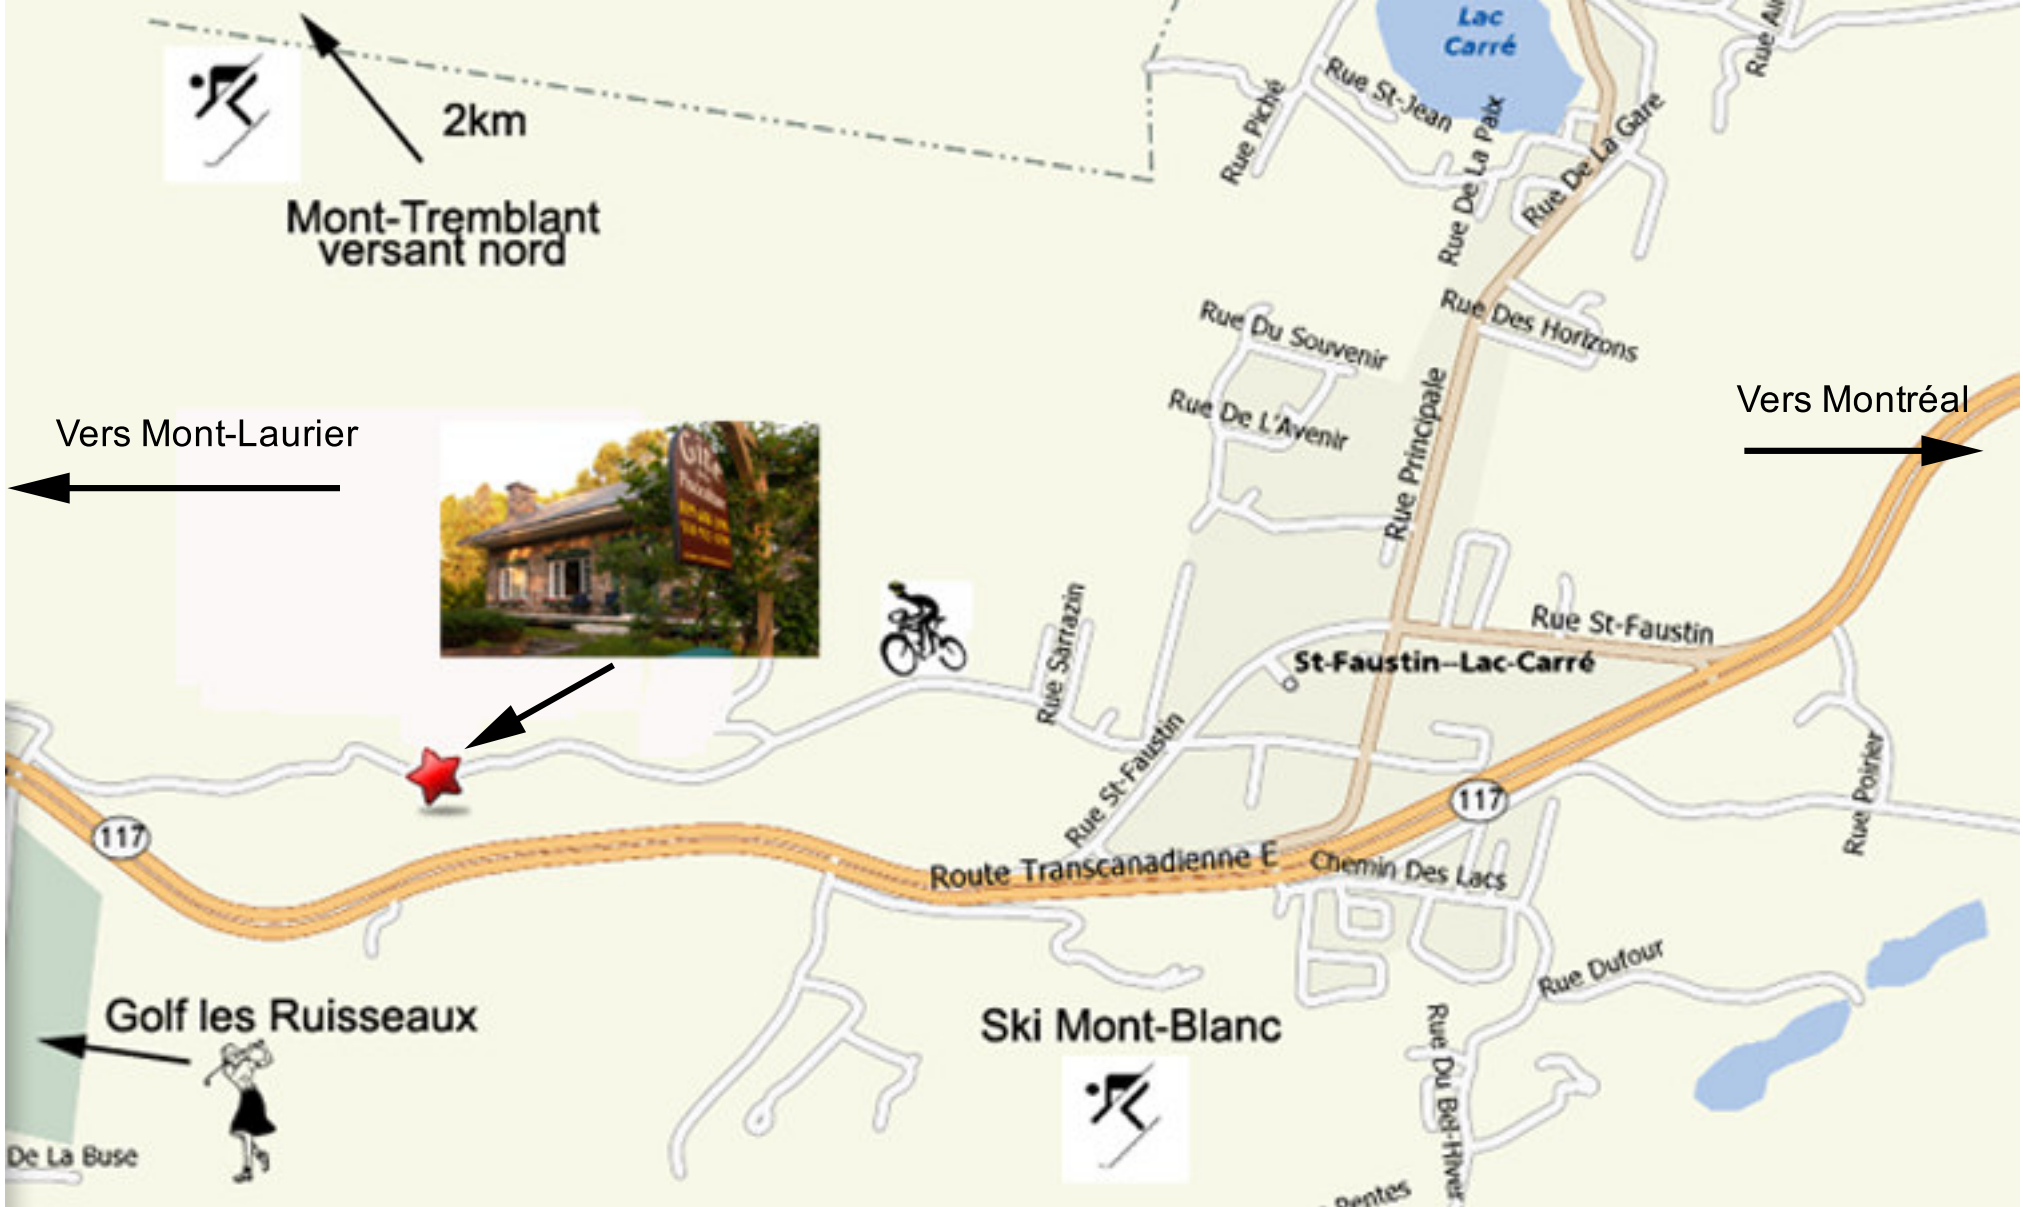 Lac
Carré
Rue St-Jean
Rue Piché
Rue De La Paix
Rue De La Gare
2km
Mont-Tremblant
versant nord
Rue Des Horizons
Rue Du Souvenir
Rue De L'Avenir
Rue Principale
Vers Montréal
Vers Mont-Laurier
Gîte
Rue Sarrazin
Rue St-Faustin
St-Faustin--Lac-Carré
Rue St-Faustin
Rue Poirier
117
117
Route Transcanadienne E
Chemin Des Lacs
Rue Dufour
Golf les Ruisseaux
Ski Mont-Blanc
Rue Du Bel-Hiver
De La Buse